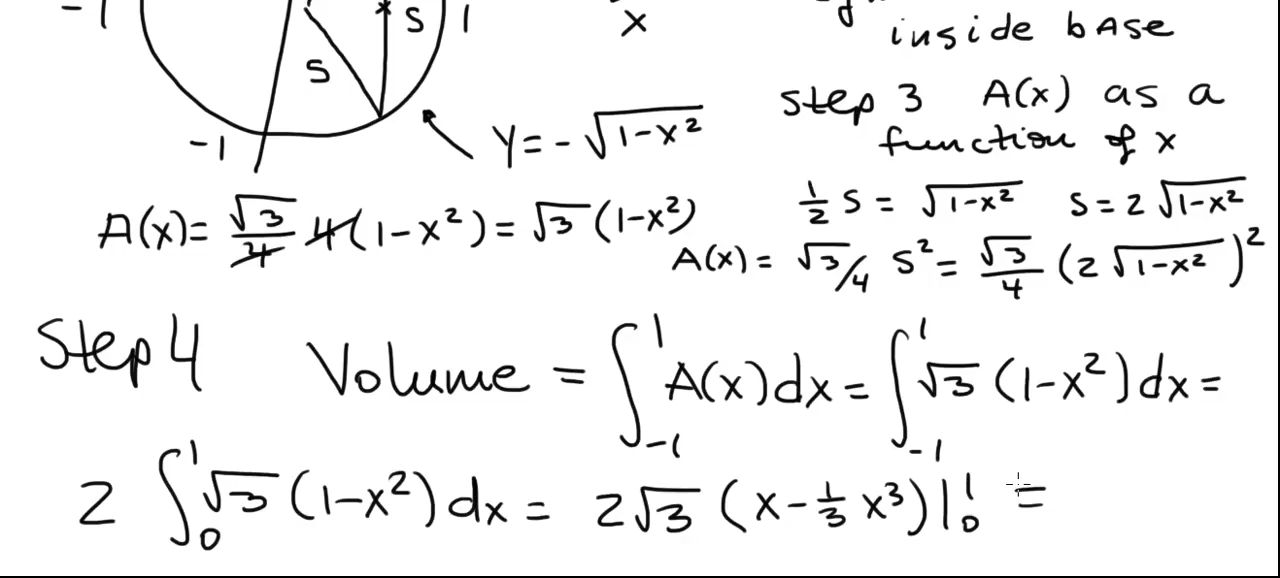 -1
S
1
x
inside base
S
step 3 A(x) as a
function of x
-1
Y = -√(1-x²)
½ S = √(1-x²) S = 2√(1-x²)
A(x) = √3/4 4(1-x²) = √3 (1-x²)
A(x) = √3/4 S² = √3/4 (2√(1-x²))²
Step 4 Volume = ∫₋₁¹ A(x)dx = ∫₋₁¹ √3 (1-x²)dx =
2 ∫₀¹ √3 (1-x²)dx = 2√3 (x-⅓x³)|₀¹ =